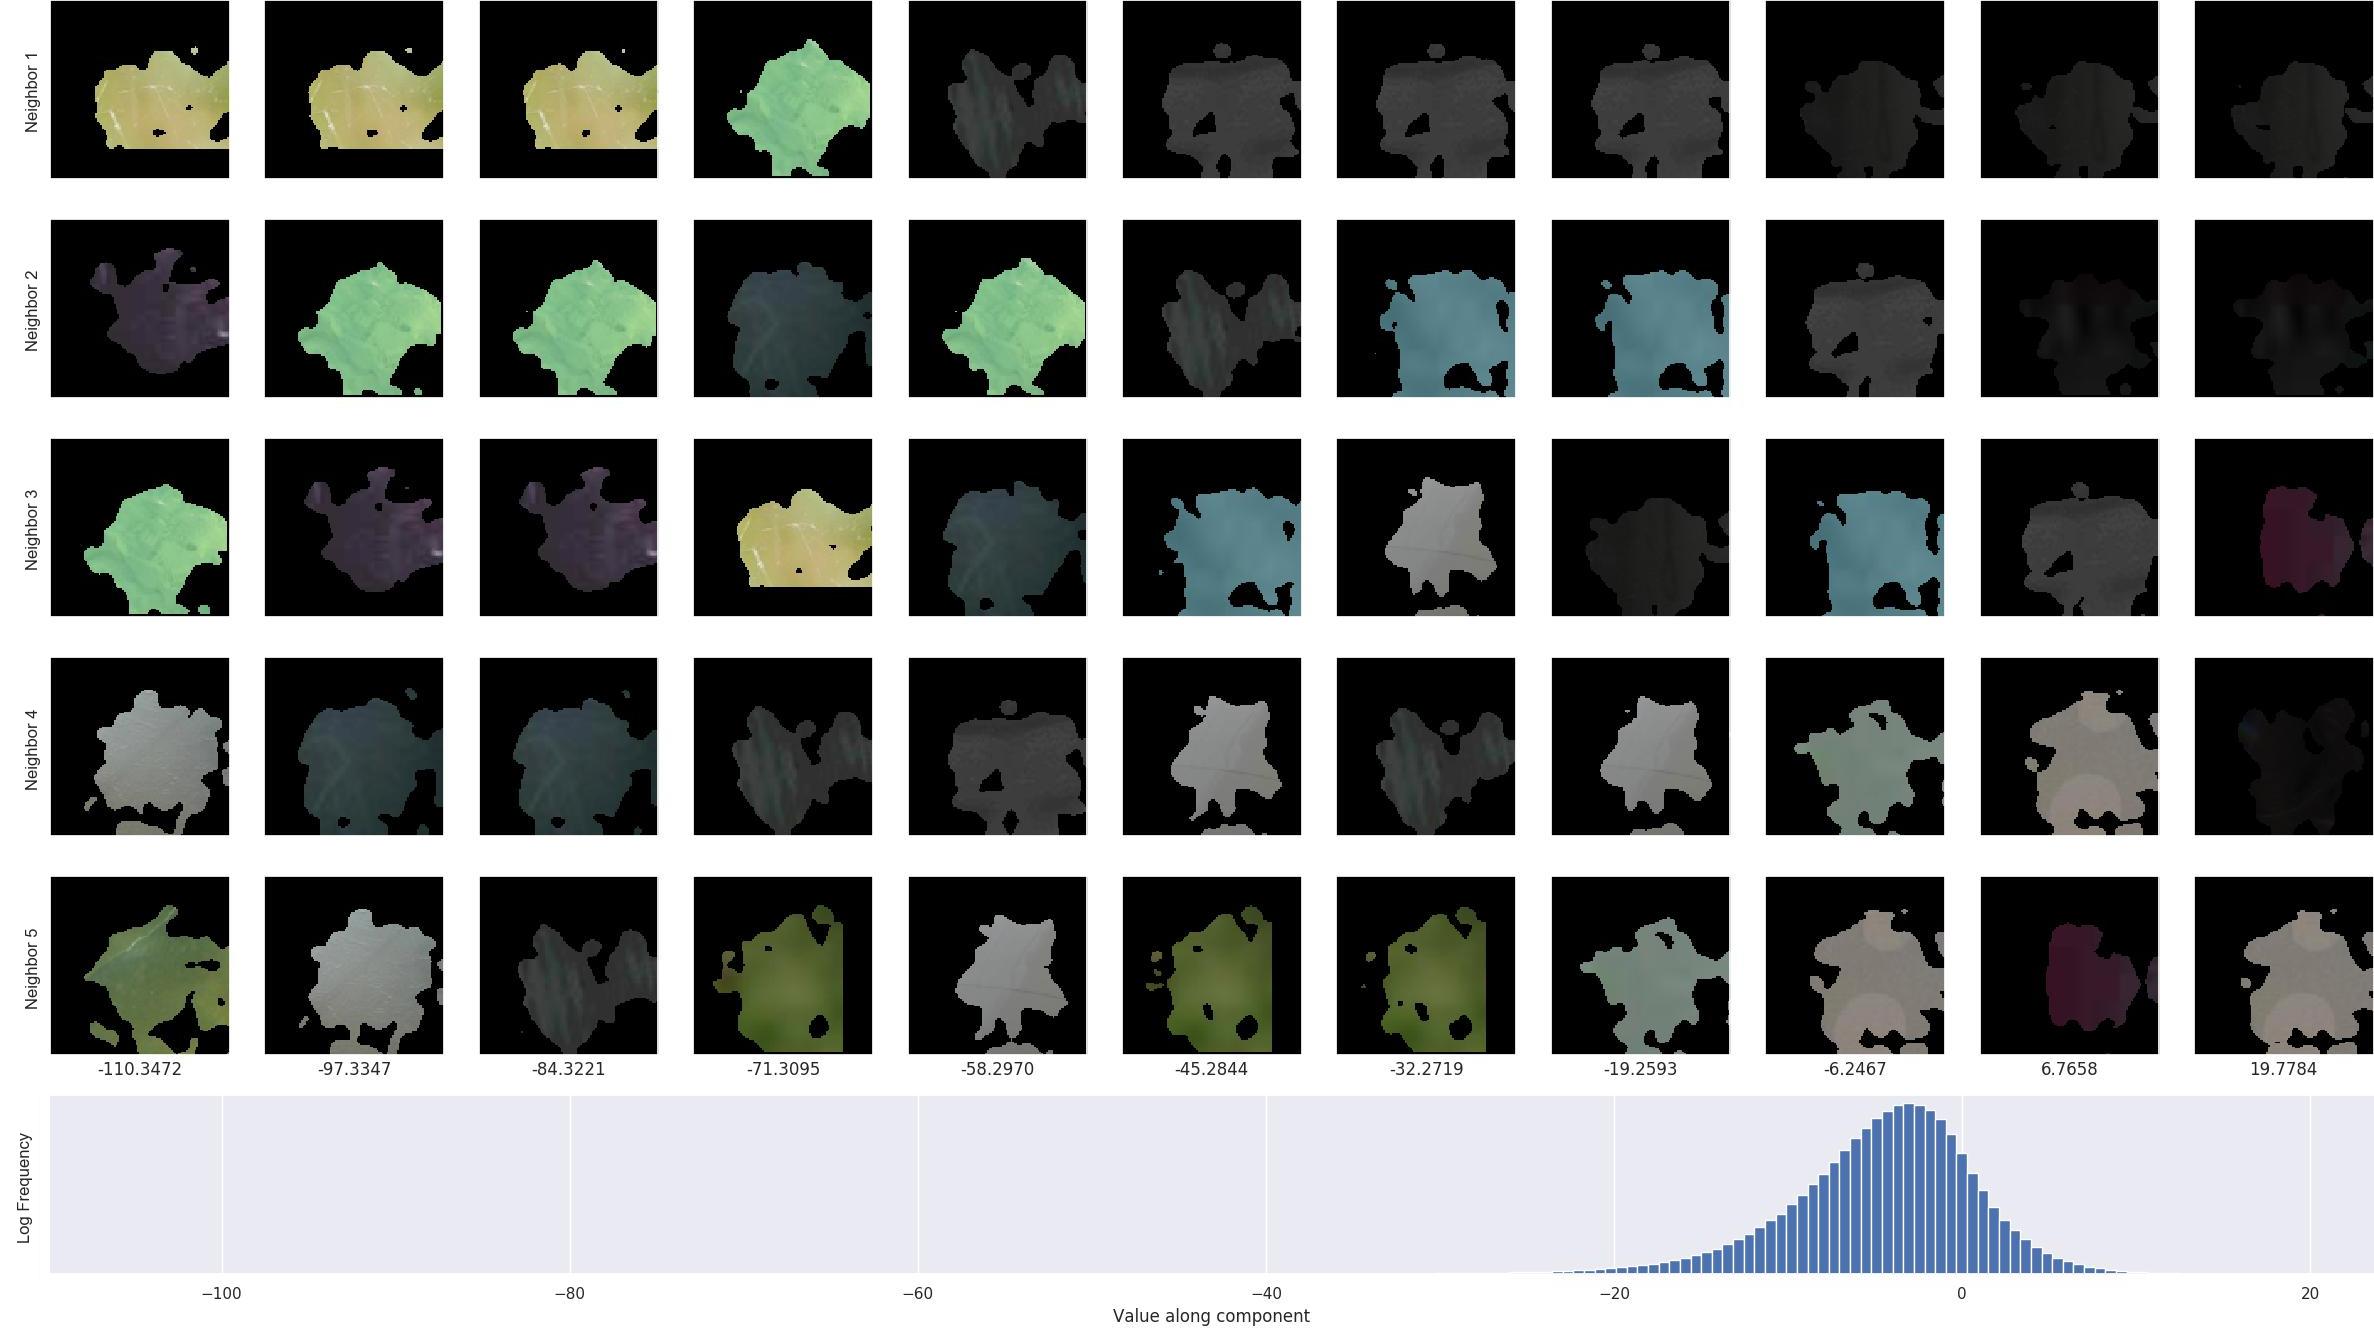 Neighbor 1
Neighbor 2
Neighbor 3
Neighbor 4
Neighbor 5
-110.3472 -97.3347 -84.3221 -71.3095 -58.2970 -45.2844 -32.2719 -19.2593 -6.2467 6.7658 19.7784
Log Frequency
−100 −80 −60 −40 −20 0 20
Value along component